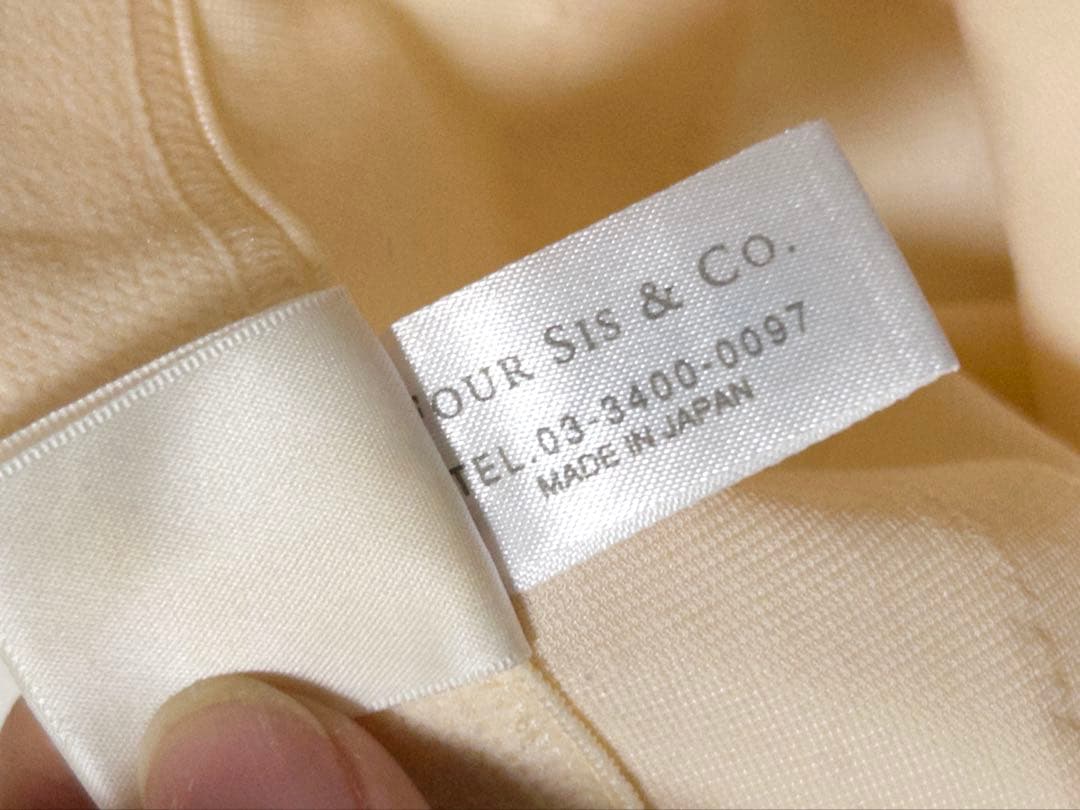 OUR SIS & CO.
TEL.03-3400-0097
MADE IN JAPAN